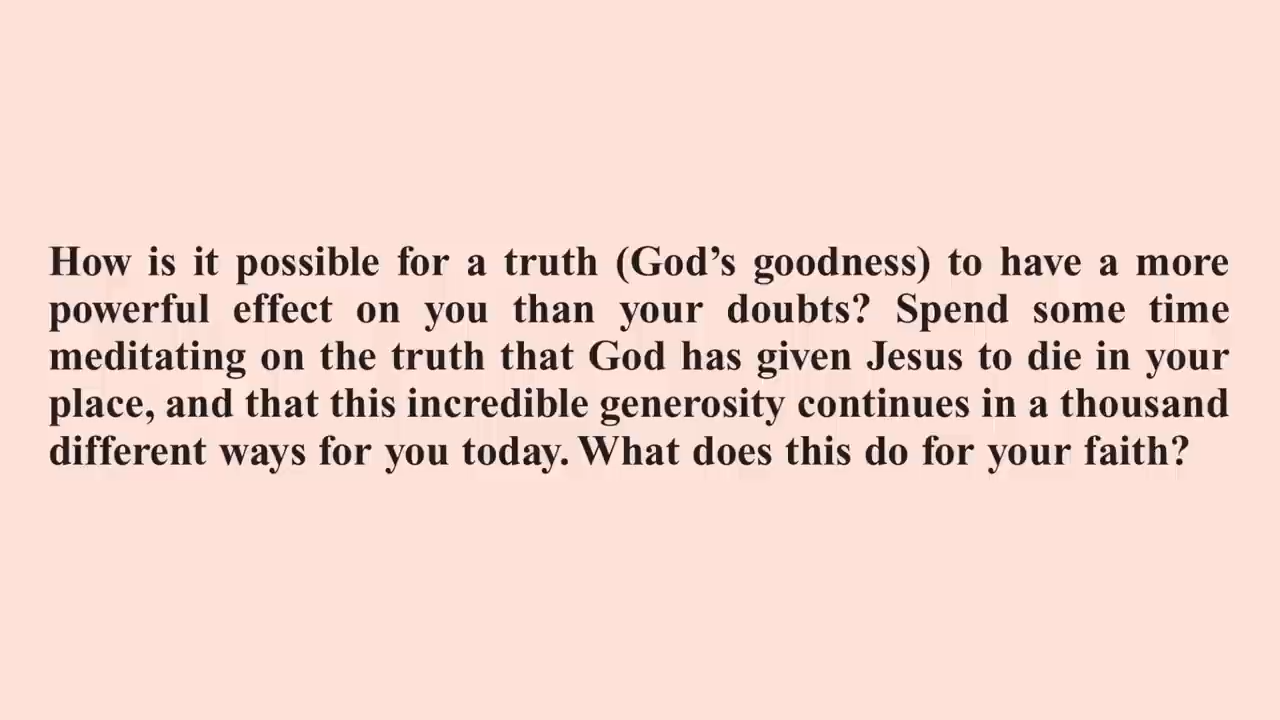 How is it possible for a truth (God’s goodness) to have a more
powerful effect on you than your doubts? Spend some time
meditating on the truth that God has given Jesus to die in your
place, and that this incredible generosity continues in a thousand
different ways for you today. What does this do for your faith?